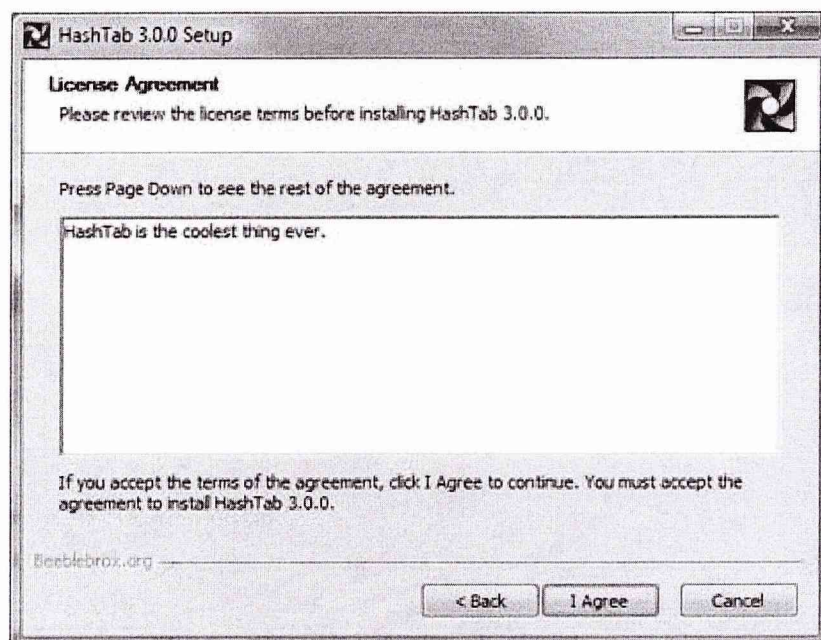 HashTab 3.0.0 Setup
License Agreement
Please review the license terms before installing HashTab 3.0.0.
Press Page Down to see the rest of the agreement.
HashTab is the coolest thing ever.
If you accept the terms of the agreement, click I Agree to continue. You must accept the
agreement to install HashTab 3.0.0.
Beeblebrox.org
< Back
I Agree
Cancel